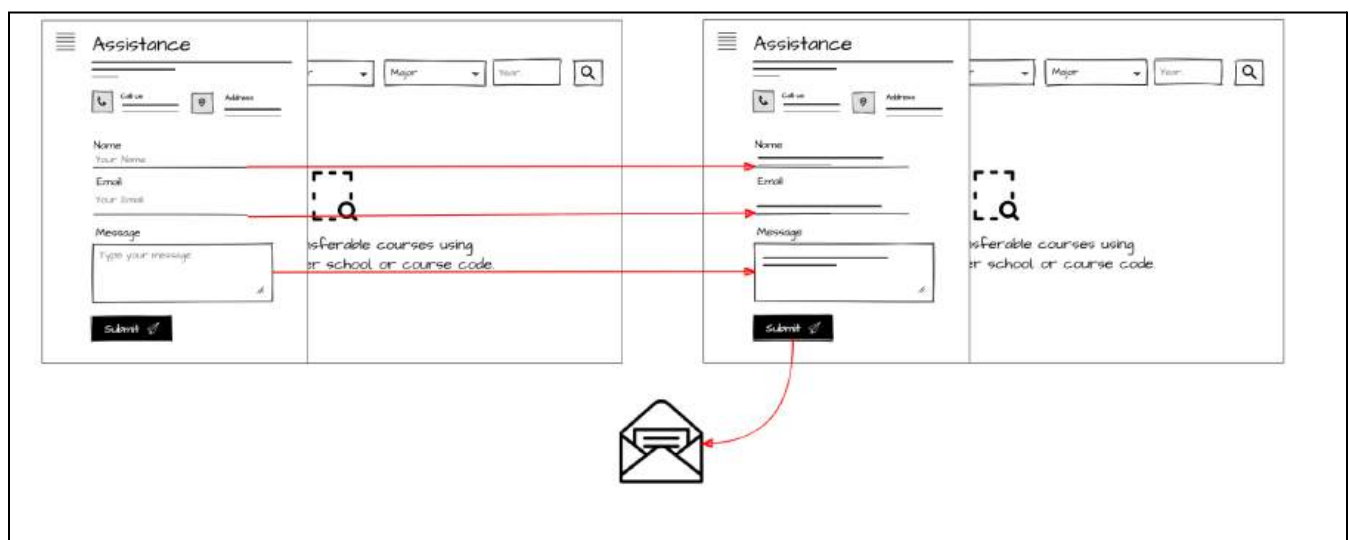 Assistance
Major
Year
Call us
Address
Name
Your Name
Email
Your Email
Message
Type your message
Submit
sferable courses using
er school or course code.
Assistance
Major
Year
Call us
Address
Name
Email
Message
Submit
sferable courses using
er school or course code.